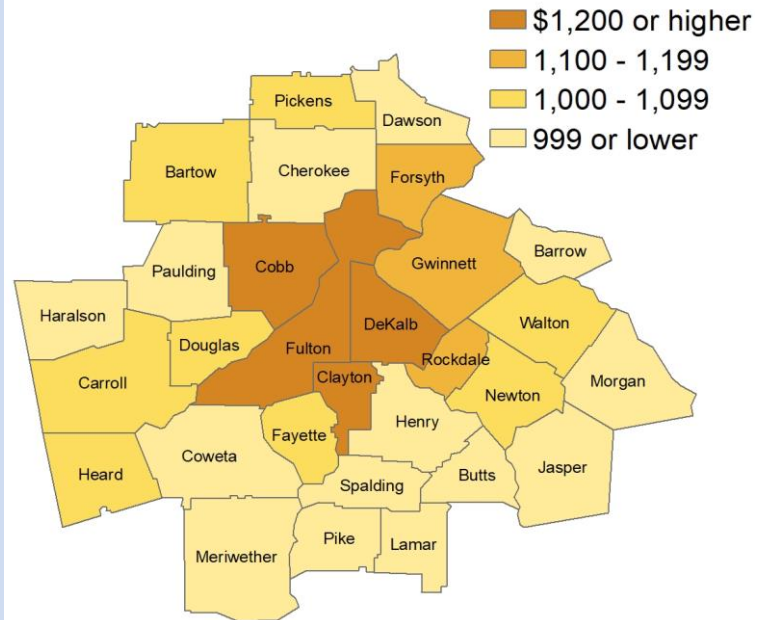 $1,200 or higher
1,100 - 1,199
1,000 - 1,099
999 or lower
Pickens
Dawson
Bartow
Cherokee
Forsyth
Paulding
Cobb
Gwinnett
Barrow
Haralson
Douglas
Fulton
DeKalb
Walton
Rockdale
Carroll
Clayton
Newton
Morgan
Fayette
Henry
Coweta
Heard
Spalding
Butts
Jasper
Meriwether
Pike
Lamar